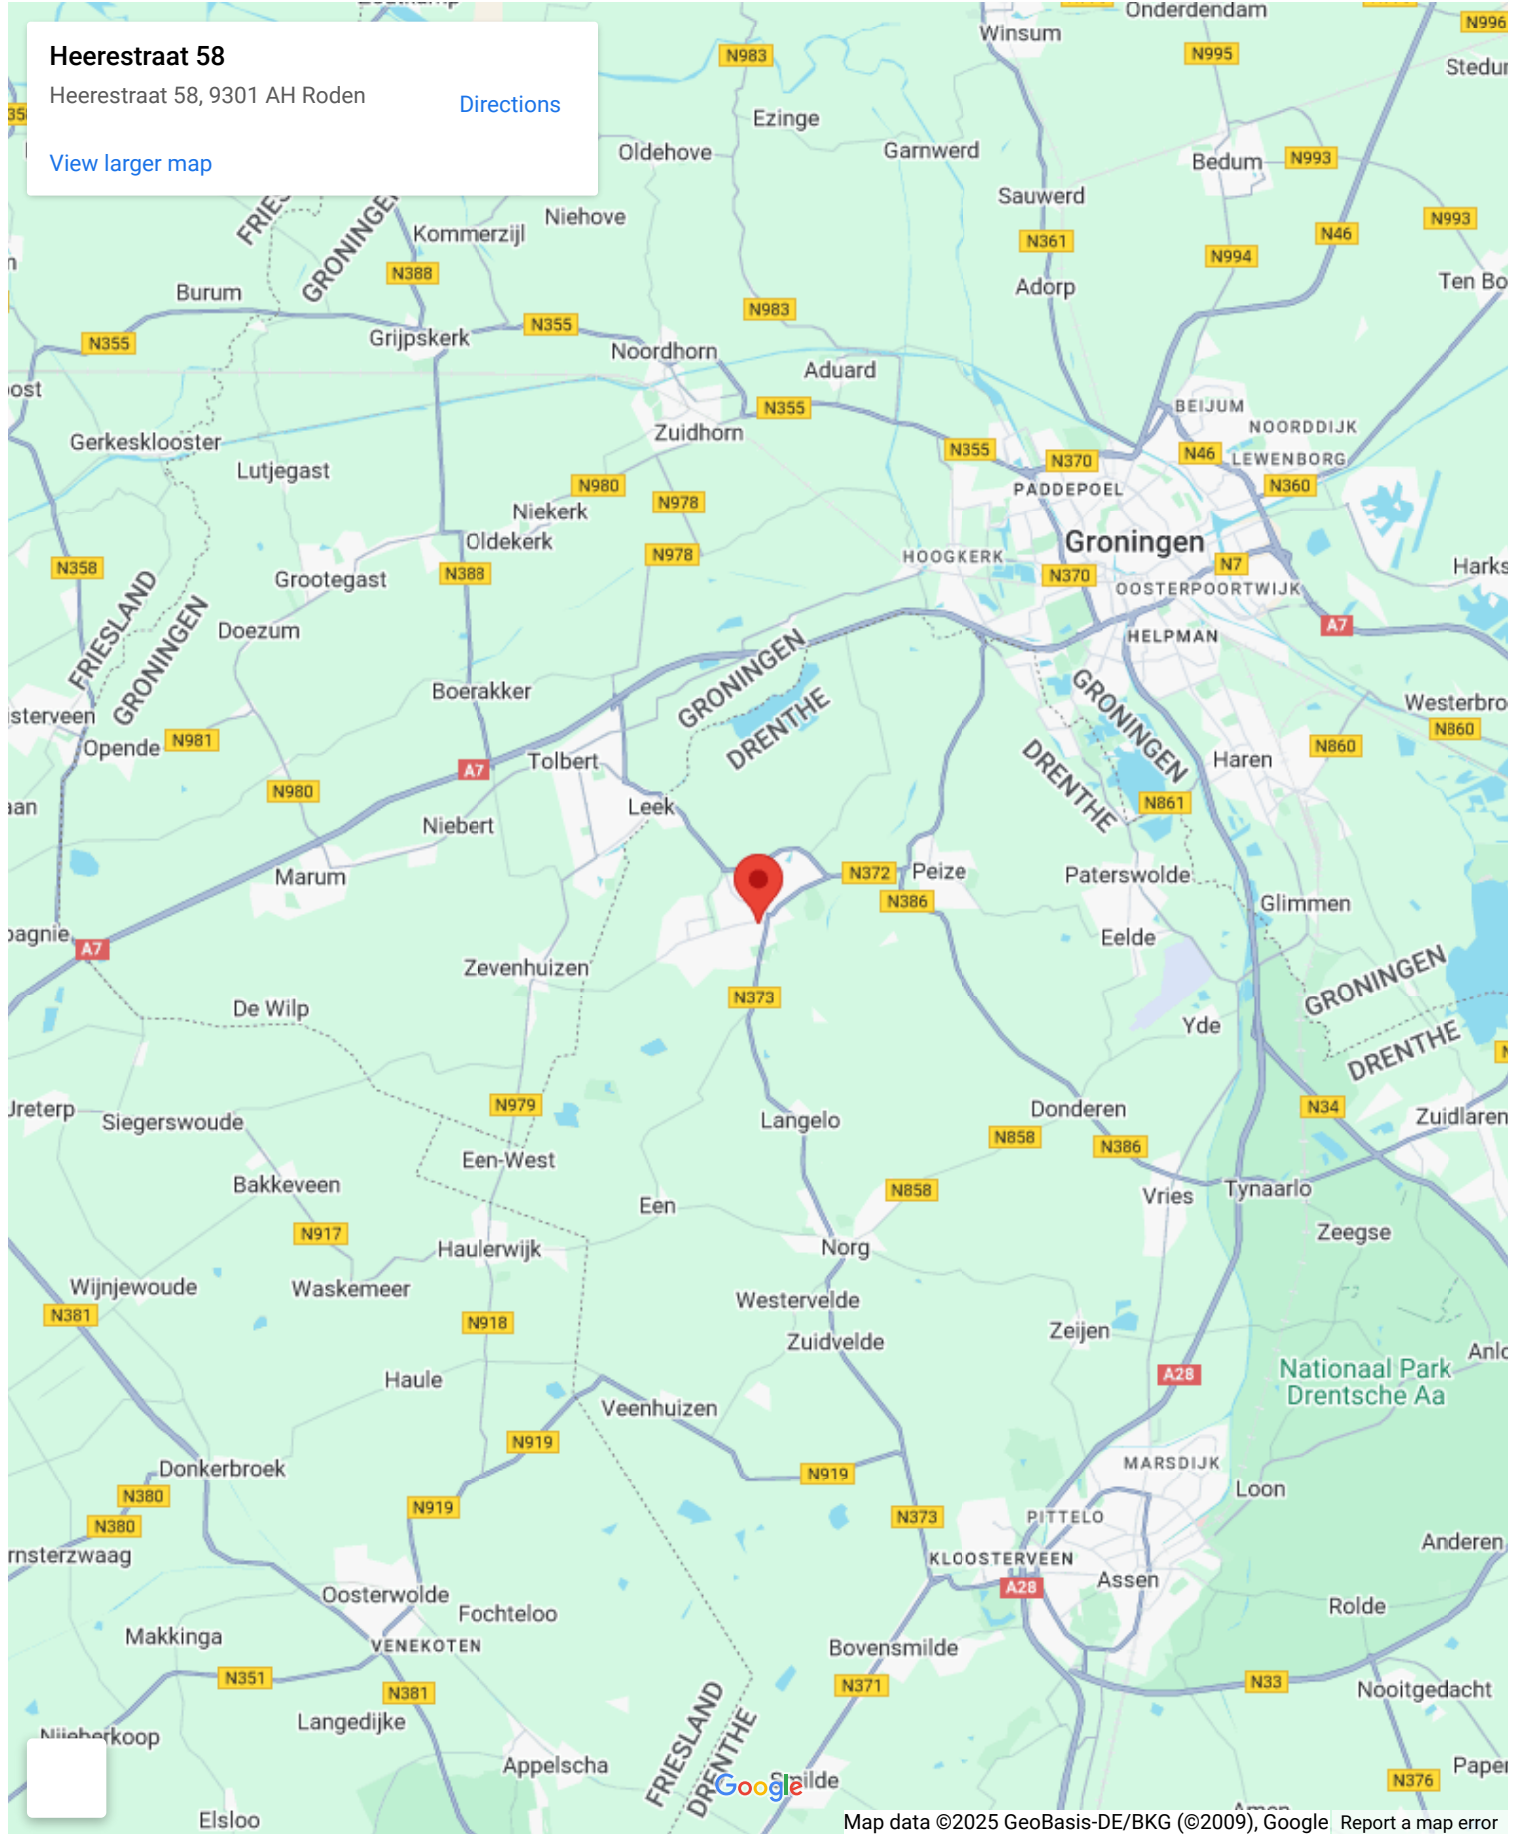 Heerestraat 58
Heerestraat 58, 9301 AH Roden
Directions
View larger map
Onderdendam
Winsum
N996
N983
N995
Ezinge
Oldehove
Garnwerd
Bedum
N993
Sauwerd
Niehove
N993
Kommerzijl
N361
N46
GRONINGEN
N994
N388
Adorp
Burum
N983
N355
Grijpskerk
N355
Noordhorn
Aduard
N355
BEIJUM
NOORDDIJK
Zuidhorn
Gerkesklooster
N355
N370
N46
LEWENBORG
Lutjegast
N980
N360
PADDEPOEL
N978
Niekerk
Oldekerk
Groningen
N978
HOOGKERK
N358
N388
N370
N7
Grootegast
OOSTERPOORTWIJK
FRIESLAND
GRONINGEN
Doezum
A7
HELPMAN
GRONINGEN
DRENTHE
Boerakker
GRONINGEN
DRENTHE
N860
Opende
N981
N860
Tolbert
A7
Haren
N980
Leek
N861
Niebert
Marum
N372
Peize
Paterswolde
N386
Glimmen
Eelde
A7
Zevenhuizen
GRONINGEN
DRENTHE
N373
De Wilp
Yde
N979
Donderen
N34
Zuidlaren
Siegerswoude
Langelo
N858
N386
Een-West
Bakkeveen
N858
Tynaarlo
Vries
Een
N917
Zeegse
Haulerwijk
Norg
Wijnjewoude
Waskemeer
Westervelde
N381
N918
Zuidvelde
Zeijen
Nationaal Park
Drentsche Aa
A28
Haule
Veenhuizen
N919
Donkerbroek
N919
MARSDIJK
N380
Loon
N919
N373
PITTELO
N380
Anderen
KLOOSTERVEEN
A28
Assen
Oosterwolde
Rolde
Fochteloo
Makkinga
VENEKOTEN
Bovensmilde
N351
N371
N33
N381
Nooitgedacht
FRIESLAND
DRENTHE
Langedijke
Nijeberkoop
Appelscha
Smilde
N376
Google
Elsloo
Map data ©2025 GeoBasis-DE/BKG (©2009), Google
Report a map error